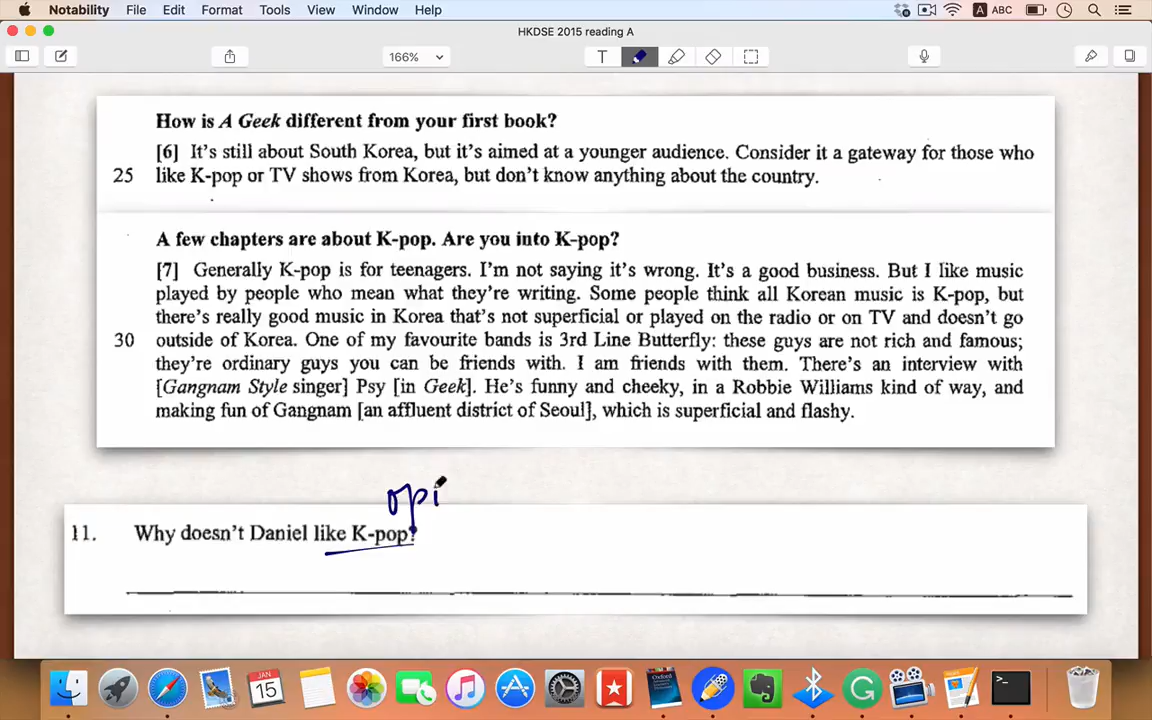 Notability File Edit Format Tools View Window Help ABC
HKDSE 2015 reading A
166% T
How is A Geek different from your first book?
[6] It's still about South Korea, but it's aimed at a younger audience. Consider it a gateway for those who
25 like K-pop or TV shows from Korea, but don't know anything about the country.
A few chapters are about K-pop. Are you into K-pop?
[7] Generally K-pop is for teenagers. I'm not saying it's wrong. It's a good business. But I like music
played by people who mean what they're writing. Some people think all Korean music is K-pop, but
there's really good music in Korea that's not superficial or played on the radio or on TV and doesn't go
30 outside of Korea. One of my favourite bands is 3rd Line Butterfly: these guys are not rich and famous;
they're ordinary guys you can be friends with. I am friends with them. There's an interview with
[Gangnam Style singer] Psy [in Geek]. He's funny and cheeky, in a Robbie Williams kind of way, and
making fun of Gangnam [an affluent district of Seoul], which is superficial and flashy.
opi
11. Why doesn't Daniel like K-pop?
JAN
15